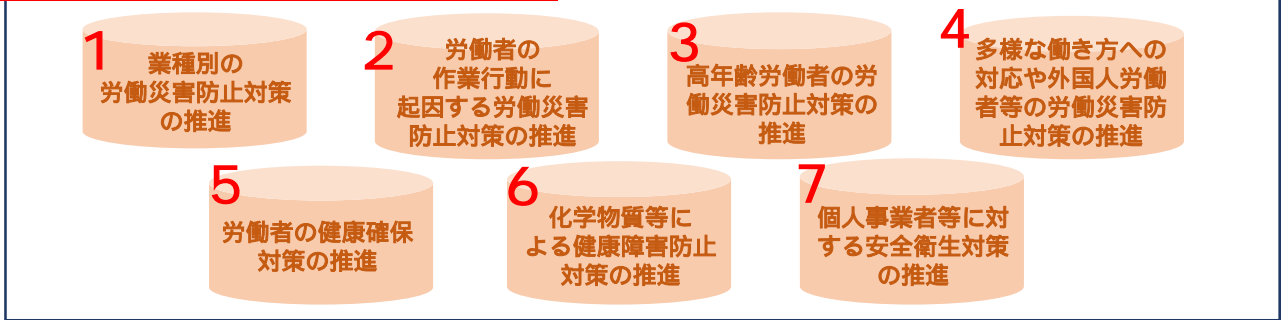 1
業種別の
労働災害防止対策
の推進
2
労働者の
作業行動に
起因する労働災害
防止対策の推進
3
高年齢労働者の労
働災害防止対策の
推進
4
多様な働き方への
対応や外国人労働
者等の労働災害防
止対策の推進
5
労働者の健康確保
対策の推進
6
化学物質等に
よる健康障害防止
対策の推進
7
個人事業者等に対
する安全衛生対策
の推進